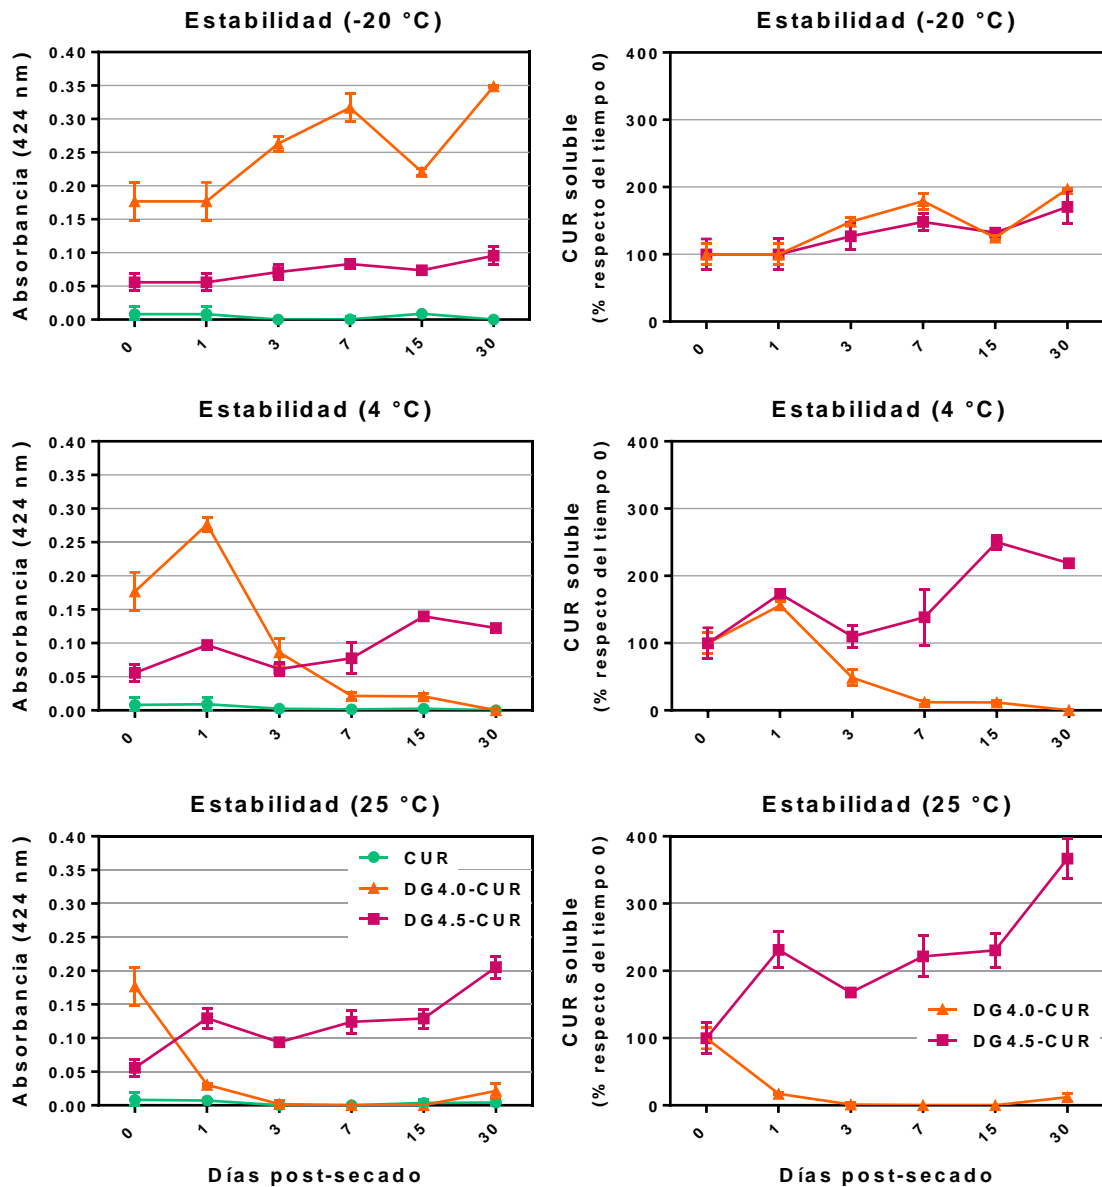 Estabilidad (-20 °C)
Absorbancia (424 nm)
0.40
0.35
0.30
0.25
0.20
0.15
0.10
0.05
0.00
0 1 3 7 15 30
Estabilidad (-20 °C)
CUR soluble
(% respecto del tiempo 0)
400
300
200
100
0
0 1 3 7 15 30
Estabilidad (4 °C)
Absorbancia (424 nm)
0.40
0.35
0.30
0.25
0.20
0.15
0.10
0.05
0.00
0 1 3 7 15 30
Estabilidad (4 °C)
CUR soluble
(% respecto del tiempo 0)
400
300
200
100
0
0 1 3 7 15 30
Estabilidad (25 °C)
Absorbancia (424 nm)
0.40
0.35
0.30
0.25
0.20
0.15
0.10
0.05
0.00
CUR
DG4.0-CUR
DG4.5-CUR
0 1 3 7 15 30
Días post-secado
Estabilidad (25 °C)
CUR soluble
(% respecto del tiempo 0)
400
300
200
100
0
DG4.0-CUR
DG4.5-CUR
0 1 3 7 15 30
Días post-secado